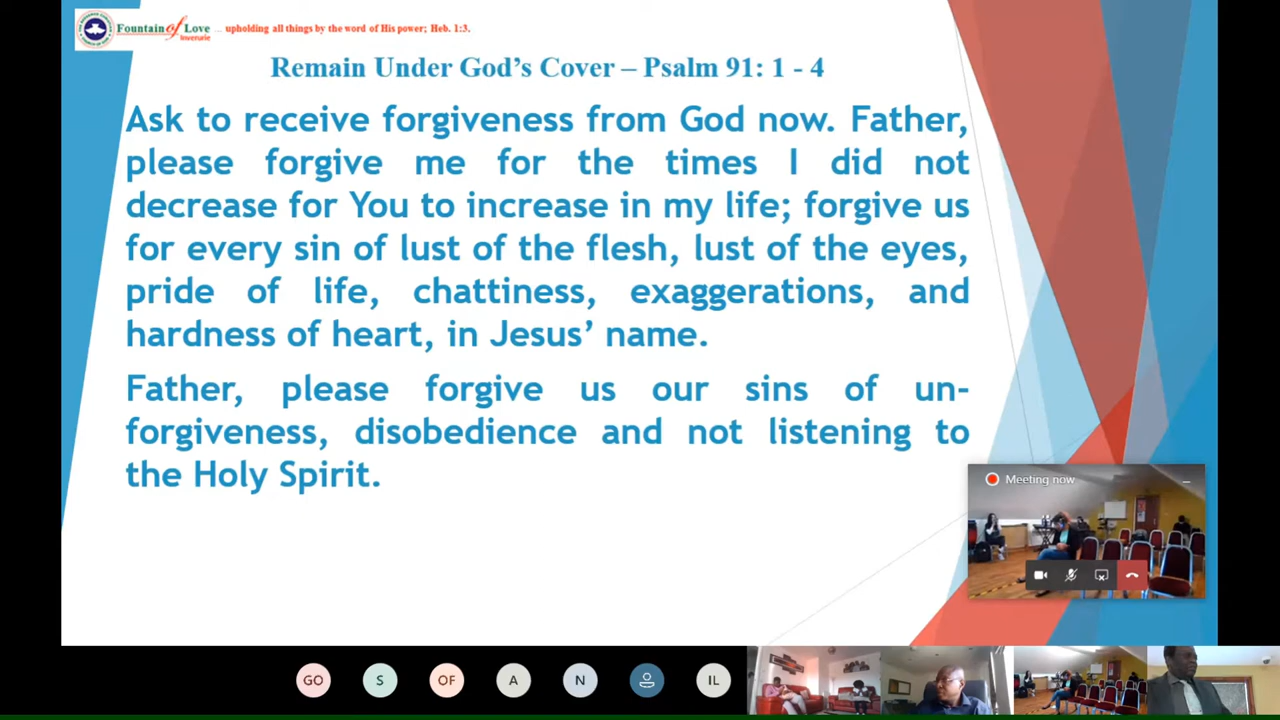 Fountain of Love ... upholding all things by the word of His power; Heb. 1:3.
Inverurie
Remain Under God's Cover – Psalm 91: 1 - 4
Ask to receive forgiveness from God now. Father,
please forgive me for the times I did not
decrease for You to increase in my life; forgive us
for every sin of lust of the flesh, lust of the eyes,
pride of life, chattiness, exaggerations, and
hardness of heart, in Jesus’ name.
Father, please forgive us our sins of un-
forgiveness, disobedience and not listening to
the Holy Spirit.
Meeting now
GO S OF A N IL